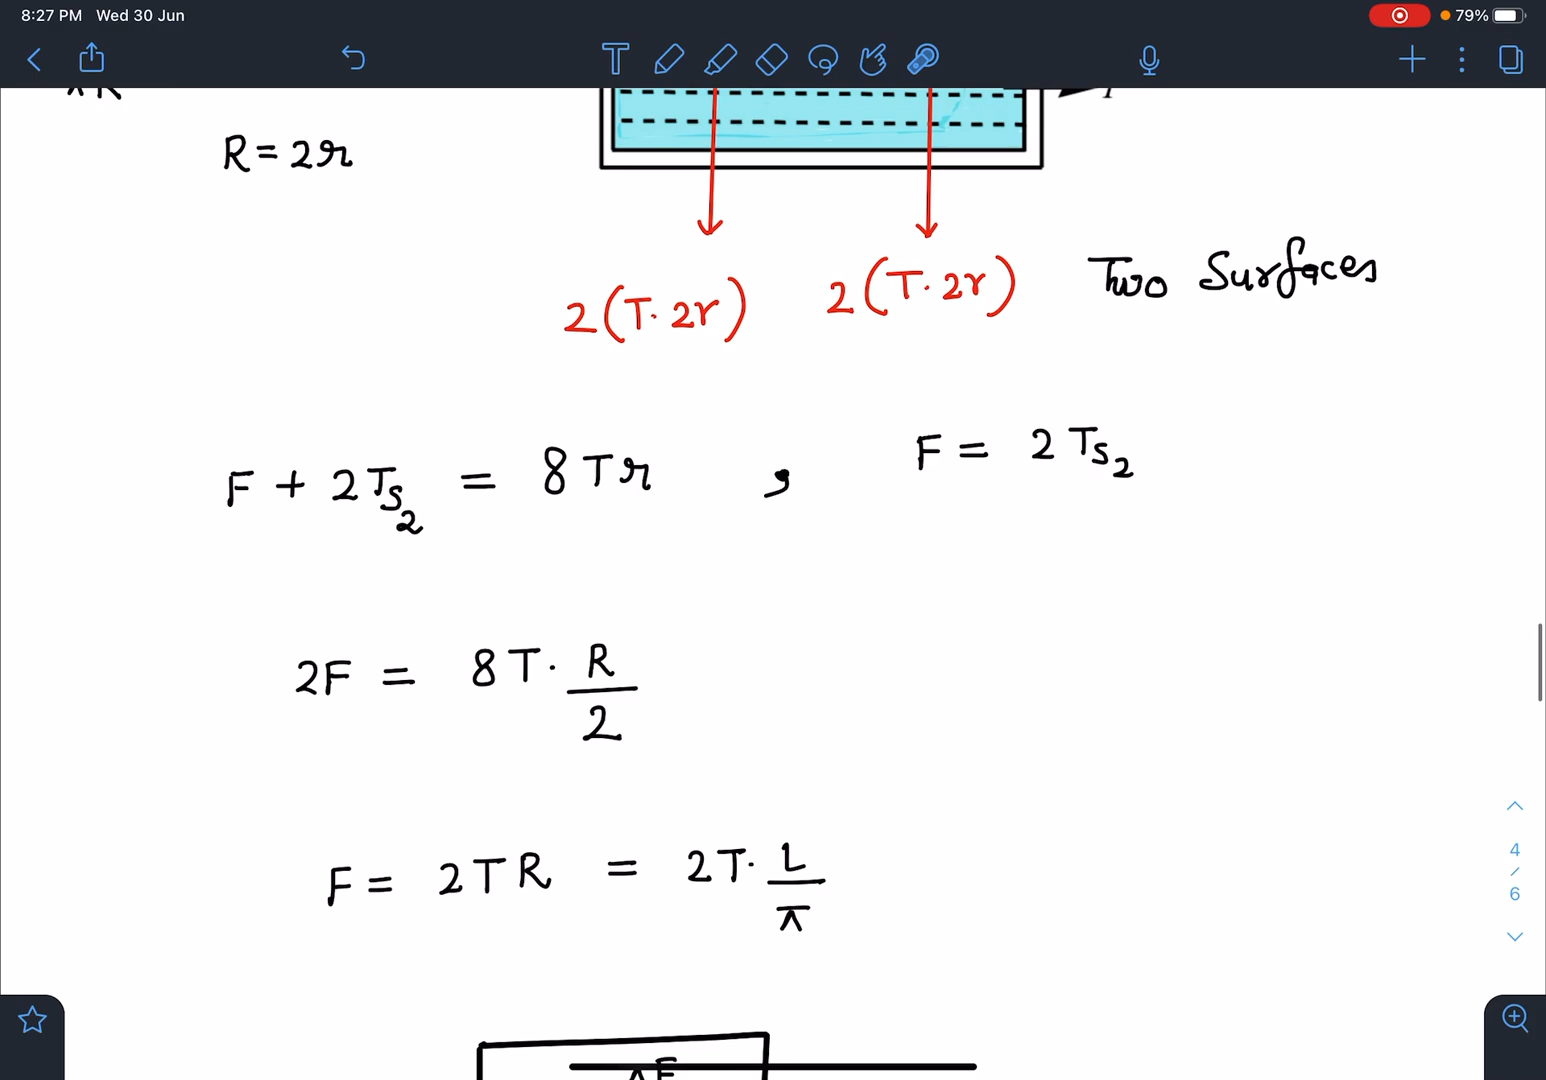 8:27 PM Wed 30 Jun
79%
R = 2r
2(T. 2r) 2(T. 2r) Two Surfaces
F + 2Ts₂ = 8Tr , F = 2Ts₂
2F = 8T. R/2
F = 2TR = 2T. L/π
4
/
6